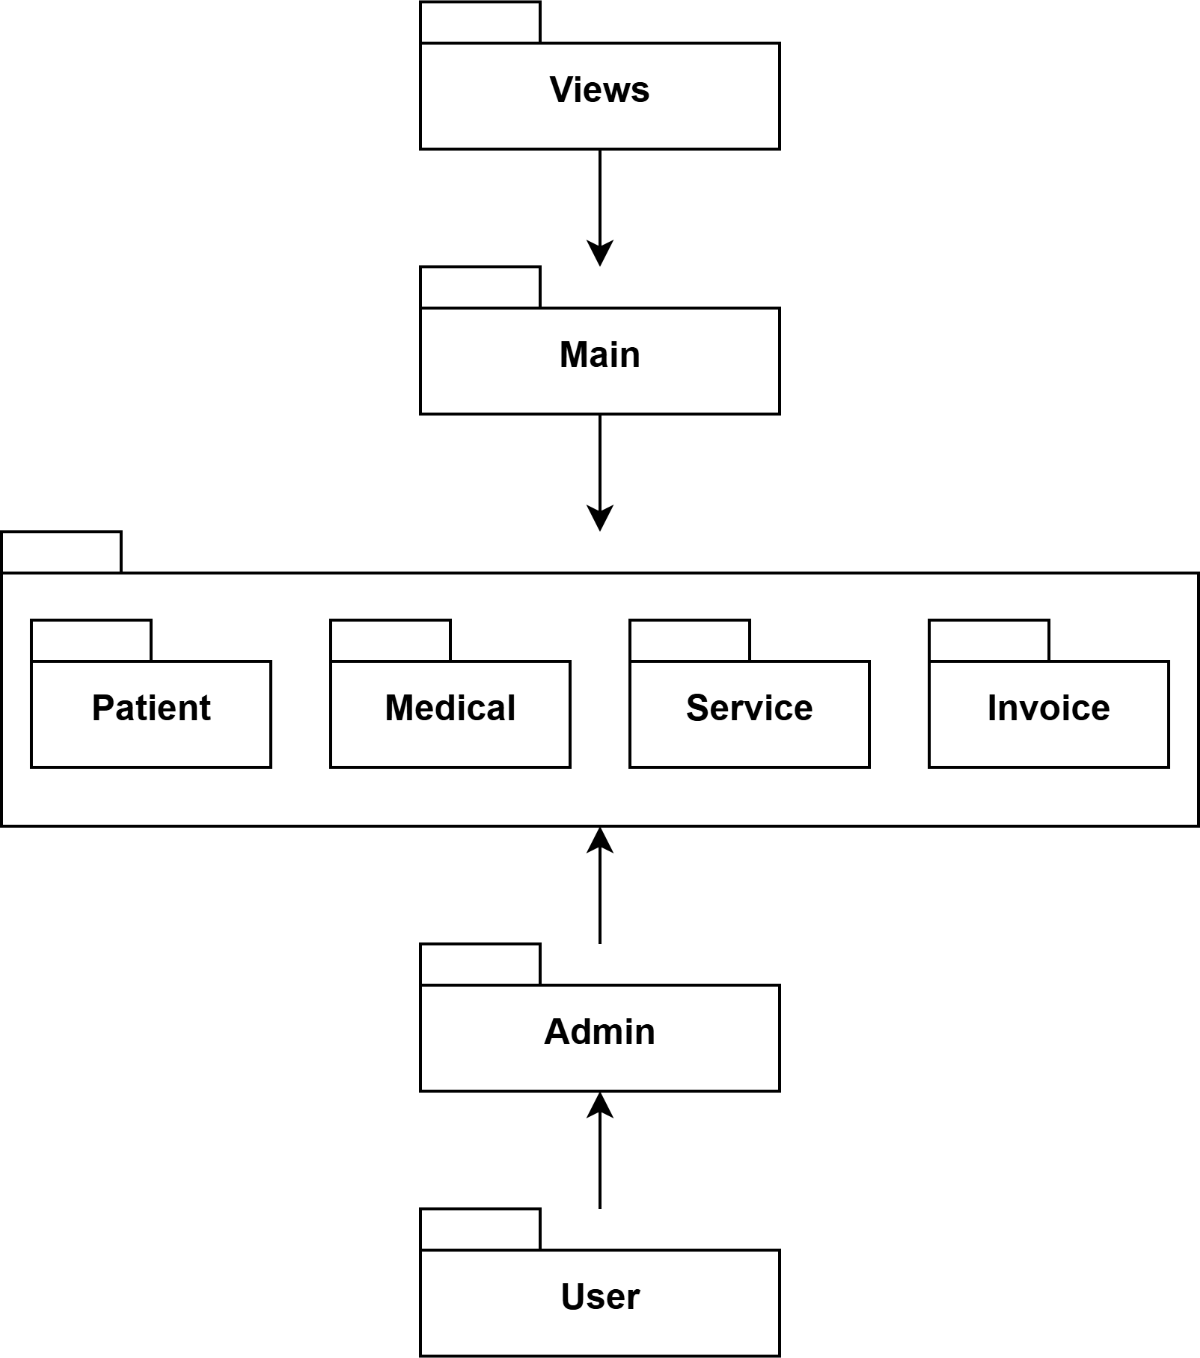 Views
Main
Patient
Medical
Service
Invoice
Admin
User